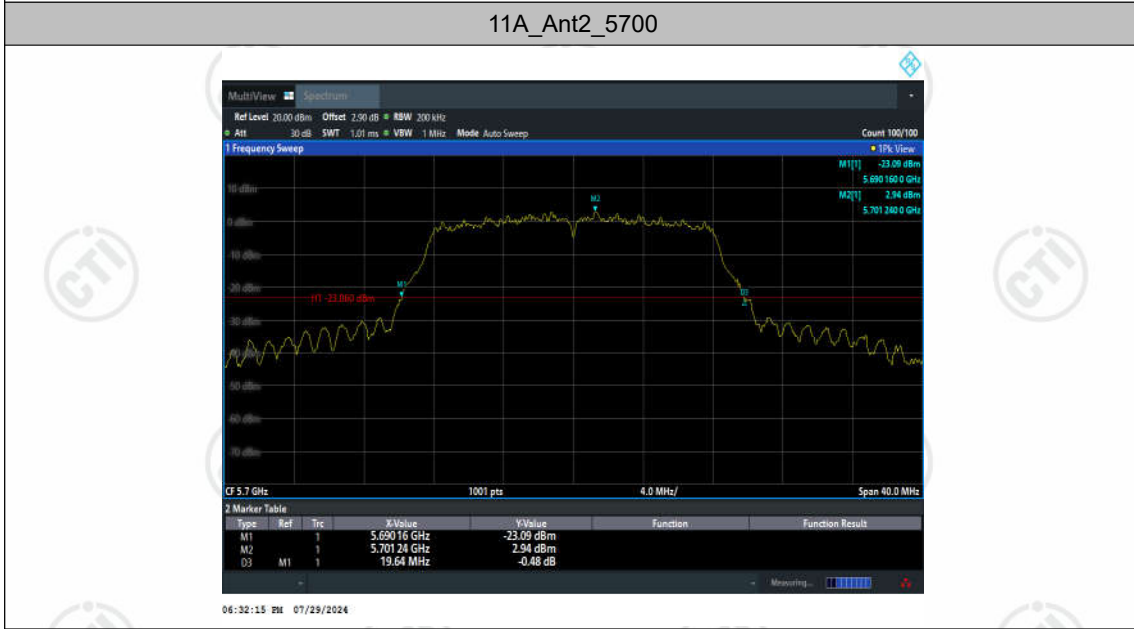 11A_Ant2_5700
MultiView Spectrum
Ref Level 20.00 dBm Offset 2.90 dB RBW 200 kHz
Att 30 dB SWT 1.01 ms VBW 1 MHz Mode Auto Sweep Count 100/100
1 Frequency Sweep 1Pk View
M1[1] -23.09 dBm
5.690 160 0 GHz
M2[1] 2.94 dBm
5.701 240 0 GHz
10 dBm
M2
0 dBm
-10 dBm
M1
-20 dBm
D3
-30 dBm
-40 dBm
-50 dBm
-60 dBm
-70 dBm
CF 5.7 GHz 1001 pts 4.0 MHz/ Span 40.0 MHz
2 Marker Table
Type Ref Trc X-Value Y-Value Function Function Result
M1 1 5.69016 GHz -23.09 dBm
M2 1 5.701 24 GHz 2.94 dBm
D3 M1 1 19.64 MHz -0.48 dB
Measuring...
06:32:15 PM 07/29/2024
CTI
CTI